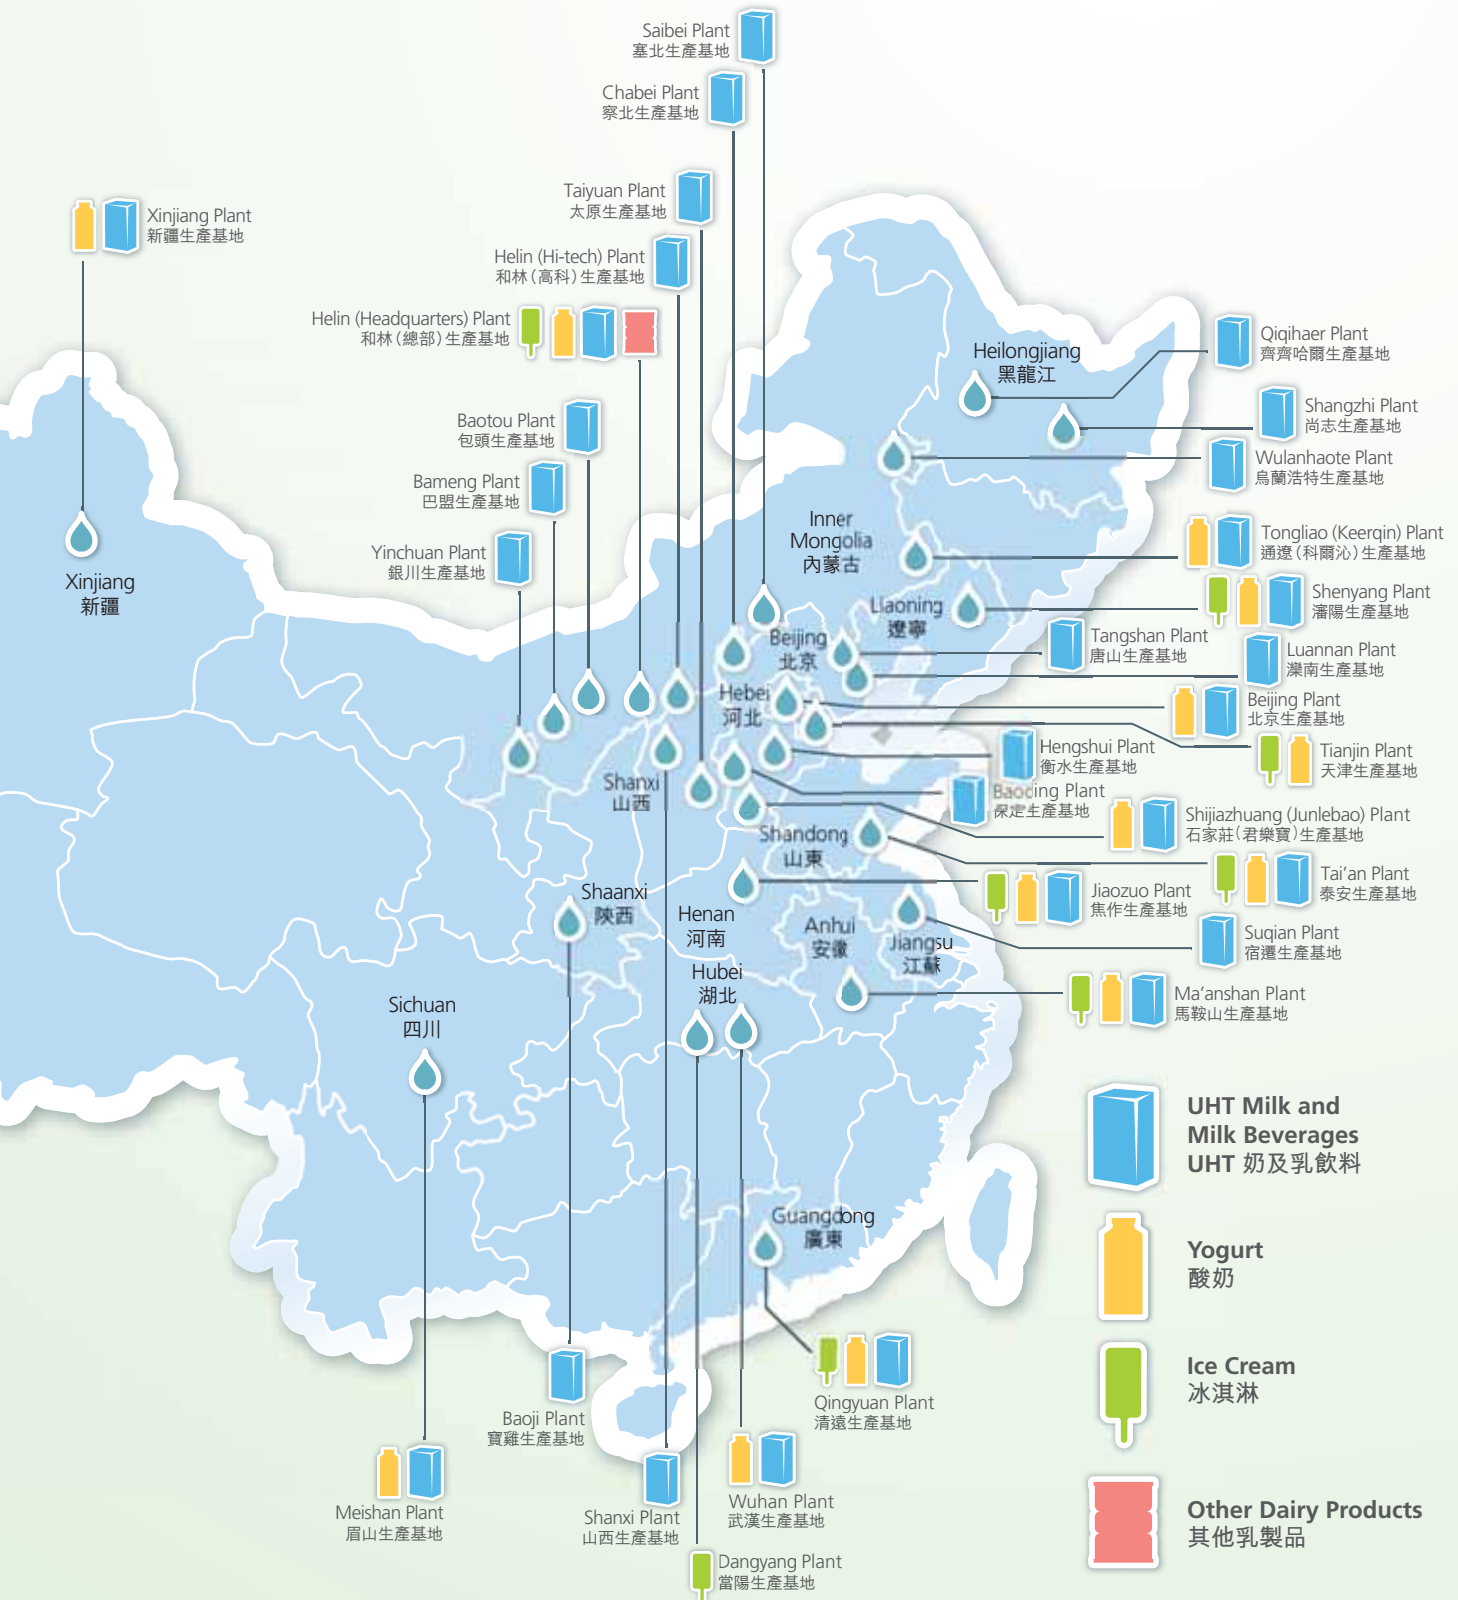 Saibei Plant
塞北生產基地
Chabei Plant
察北生產基地
Taiyuan Plant
太原生產基地
Xinjiang Plant
新疆生產基地
Helin (Hi-tech) Plant
和林（高科）生產基地
Helin (Headquarters) Plant
和林（總部）生產基地
Baotou Plant
包頭生產基地
Bameng Plant
巴盟生產基地
Yinchuan Plant
銀川生產基地
Heilongjiang
黑龍江
Qiqihaer Plant
齊齊哈爾生產基地
Shangzhi Plant
尚志生產基地
Wulanhaote Plant
烏蘭浩特生產基地
Inner
Mongolia
內蒙古
Tongliao (Keerqin) Plant
通遼（科爾沁）生產基地
Xinjiang
新疆
Liaoning
遼寧
Shenyang Plant
瀋陽生產基地
Beijing
北京
Tangshan Plant
唐山生產基地
Luannan Plant
灤南生產基地
Hebei
河北
Beijing Plant
北京生產基地
Hengshui Plant
衡水生產基地
Tianjin Plant
天津生產基地
Shanxi
山西
Baoding Plant
保定生產基地
Shijiazhuang (Junlebao) Plant
石家莊（君樂寶）生產基地
Shandong
山東
Tai'an Plant
泰安生產基地
Shaanxi
陝西
Jiaozuo Plant
焦作生產基地
Henan
河南
Anhui
安徽
Jiangsu
江蘇
Suqian Plant
宿遷生產基地
Hubei
湖北
Ma'anshan Plant
馬鞍山生產基地
Sichuan
四川
UHT Milk and
Milk Beverages
UHT 奶及乳飲料
Guangdong
廣東
Yogurt
酸奶
Ice Cream
冰淇淋
Qingyuan Plant
清遠生產基地
Baoji Plant
寶雞生產基地
Meishan Plant
眉山生產基地
Shanxi Plant
山西生產基地
Wuhan Plant
武漢生產基地
Other Dairy Products
其他乳製品
Dangyang Plant
當陽生產基地